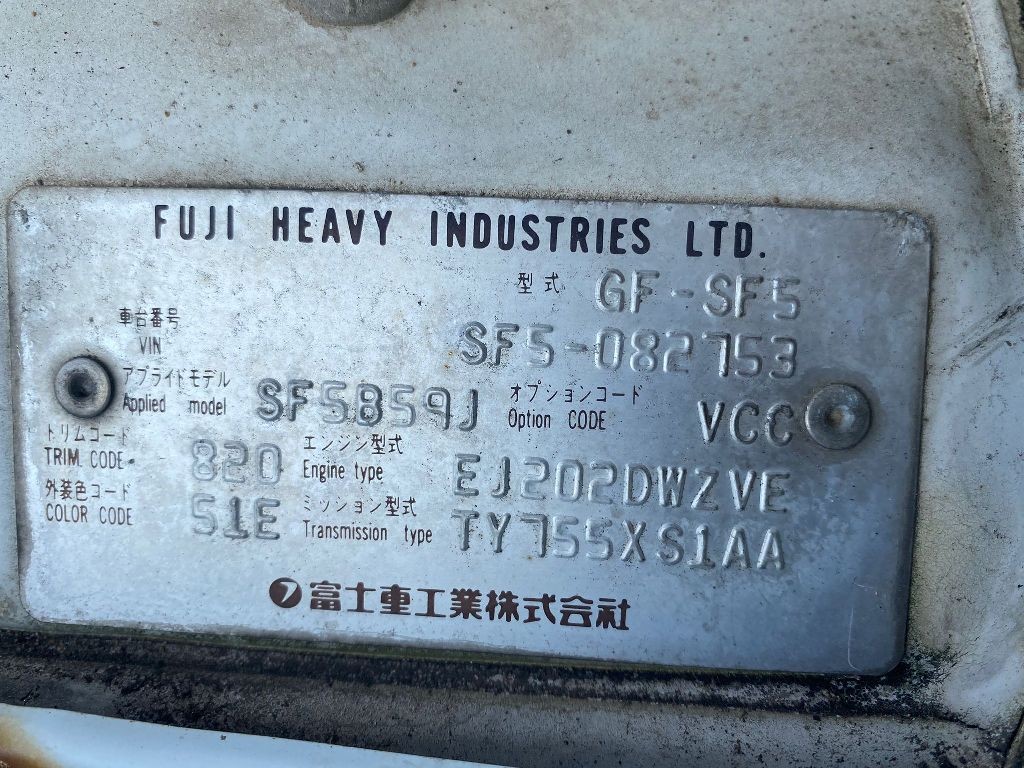 FUJI HEAVY INDUSTRIES LTD.
型式 GF-SF5
車台番号
VIN SF5-082753
アプライドモデル
Applied model SF5B59J
オプションコード
Option CODE VCC
トリムコード
TRIM. CODE 820
エンジン型式
Engine type EJ202DWZVE
外装色コード
COLOR CODE 51E
ミッション型式
Transmission type TY755XS1AA
フ富士重工業株式会社